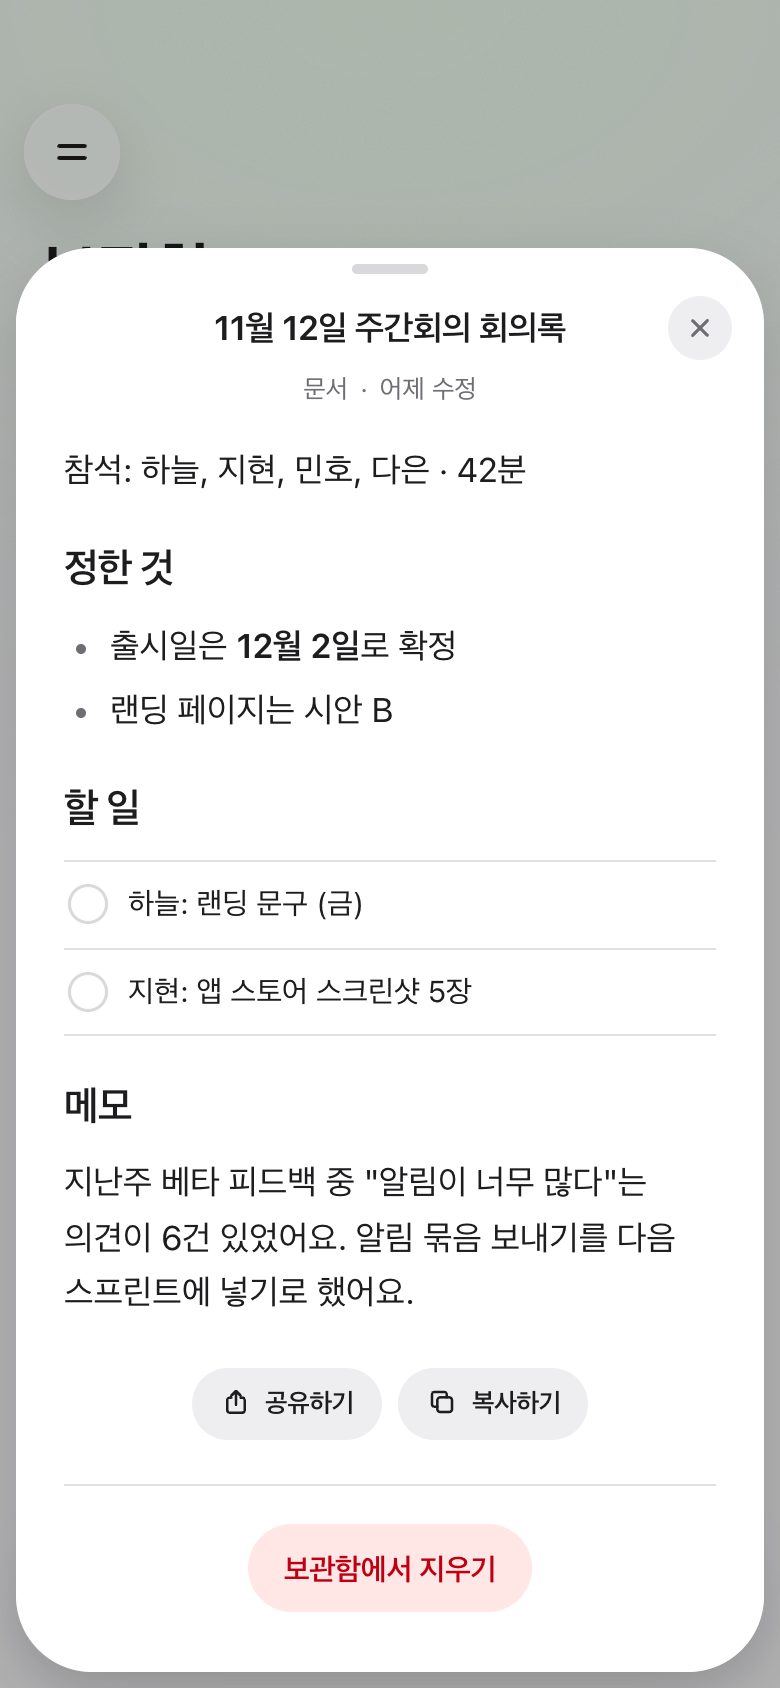 11월 12일 주간회의 회의록
문서 · 어제 수정
참석: 하늘, 지현, 민호, 다은 · 42분
정한 것
• 출시일은 12월 2일로 확정
• 랜딩 페이지는 시안 B
할 일
하늘: 랜딩 문구 (금)
지현: 앱 스토어 스크린샷 5장
메모
지난주 베타 피드백 중 "알림이 너무 많다"는
의견이 6건 있었어요. 알림 묶음 보내기를 다음
스프린트에 넣기로 했어요.
공유하기
복사하기
보관함에서 지우기